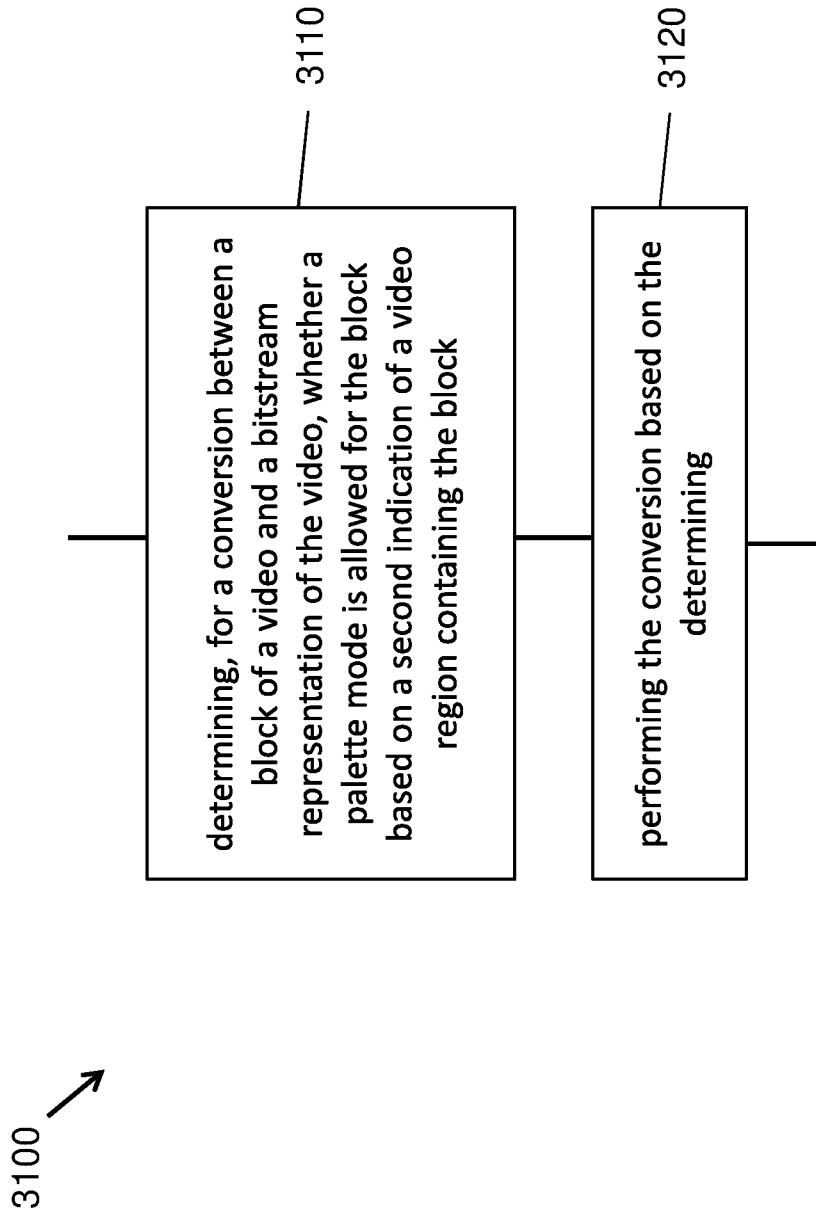 3100
determining, for a conversion between a
block of a video and a bitstream
representation of the video, whether a
palette mode is allowed for the block
based on a second indication of a video
region containing the block
3110
performing the conversion based on the
determining
3120